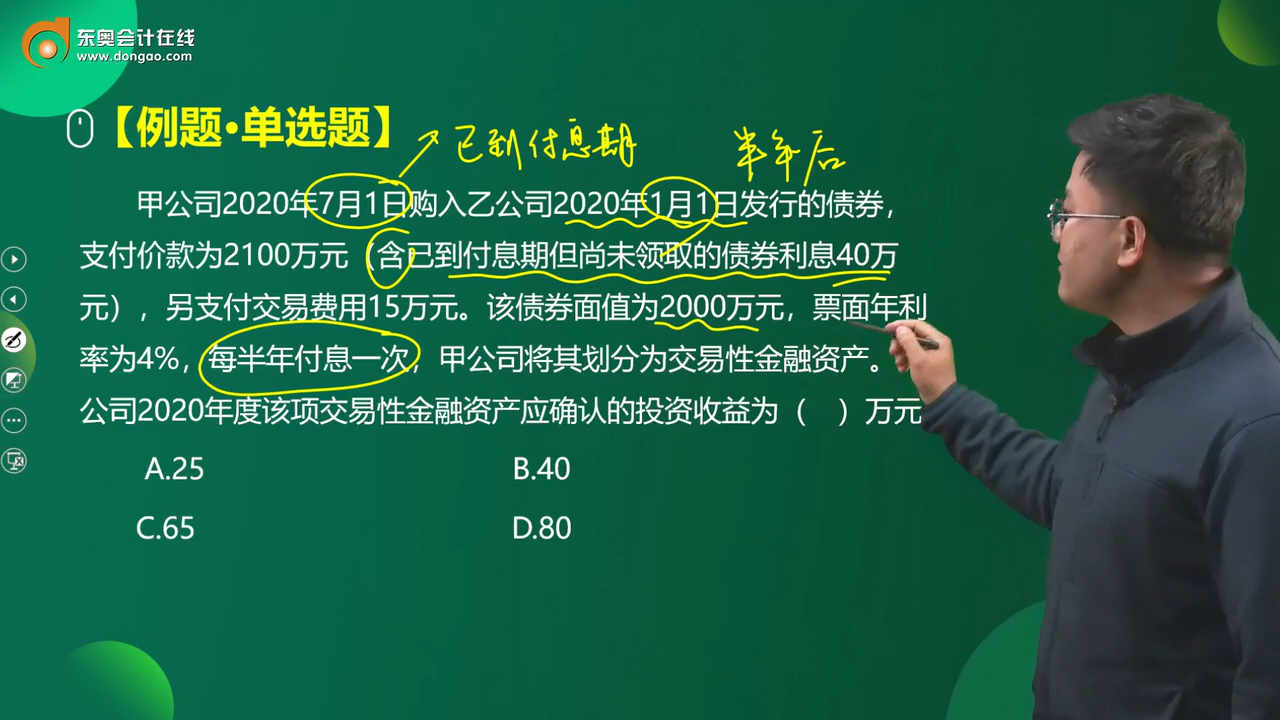 东奥会计在线
www.dongao.com
【例题•单选题】
已到付息期
半年后
甲公司2020年7月1日购入乙公司2020年1月1日发行的债券，
支付价款为2100万元（含已到付息期但尚未领取的债券利息40万
元），另支付交易费用15万元。该债券面值为2000万元，票面年利
率为4%，每半年付息一次，甲公司将其划分为交易性金融资产。
公司2020年度该项交易性金融资产应确认的投资收益为（ ）万元
A.25
B.40
C.65
D.80